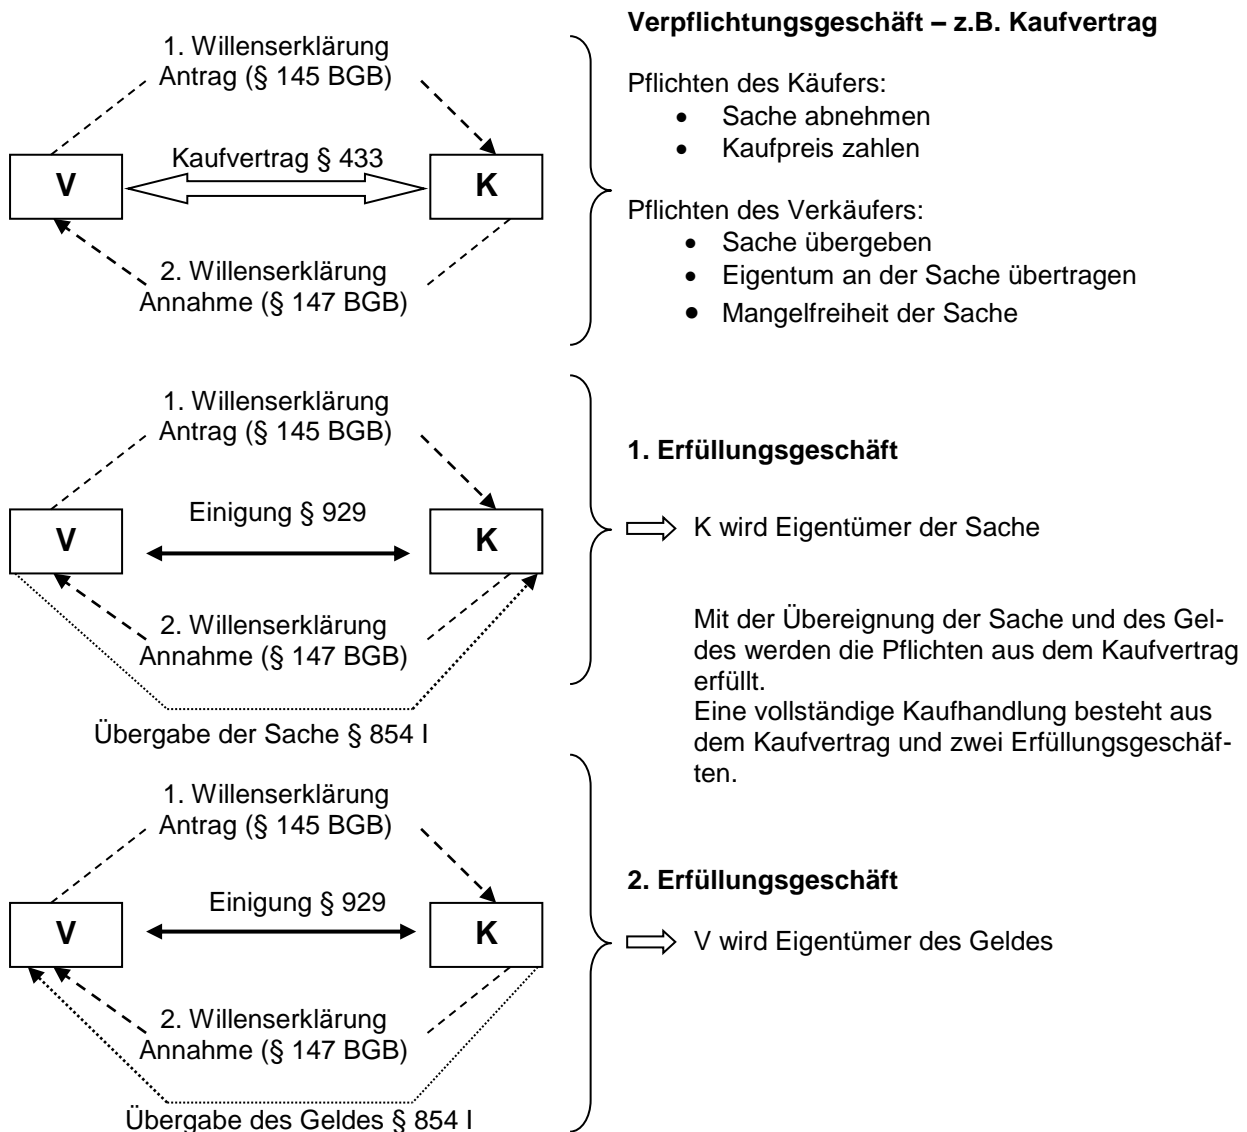 Verpflichtungsgeschäft – z.B. Kaufvertrag
1. Willenserklärung
Antrag (§ 145 BGB)
Kaufvertrag § 433
V
K
2. Willenserklärung
Annahme (§ 147 BGB)
Pflichten des Käufers:
• Sache abnehmen
• Kaufpreis zahlen
Pflichten des Verkäufers:
• Sache übergeben
• Eigentum an der Sache übertragen
• Mangelfreiheit der Sache
1. Willenserklärung
Antrag (§ 145 BGB)
Einigung § 929
V
K
2. Willenserklärung
Annahme (§ 147 BGB)
Übergabe der Sache § 854 I
1. Erfüllungsgeschäft
K wird Eigentümer der Sache
Mit der Übereignung der Sache und des Gel-
des werden die Pflichten aus dem Kaufvertrag
erfüllt.
Eine vollständige Kaufhandlung besteht aus
dem Kaufvertrag und zwei Erfüllungsgeschäf-
ten.
1. Willenserklärung
Antrag (§ 145 BGB)
Einigung § 929
V
K
2. Willenserklärung
Annahme (§ 147 BGB)
Übergabe des Geldes § 854 I
2. Erfüllungsgeschäft
V wird Eigentümer des Geldes